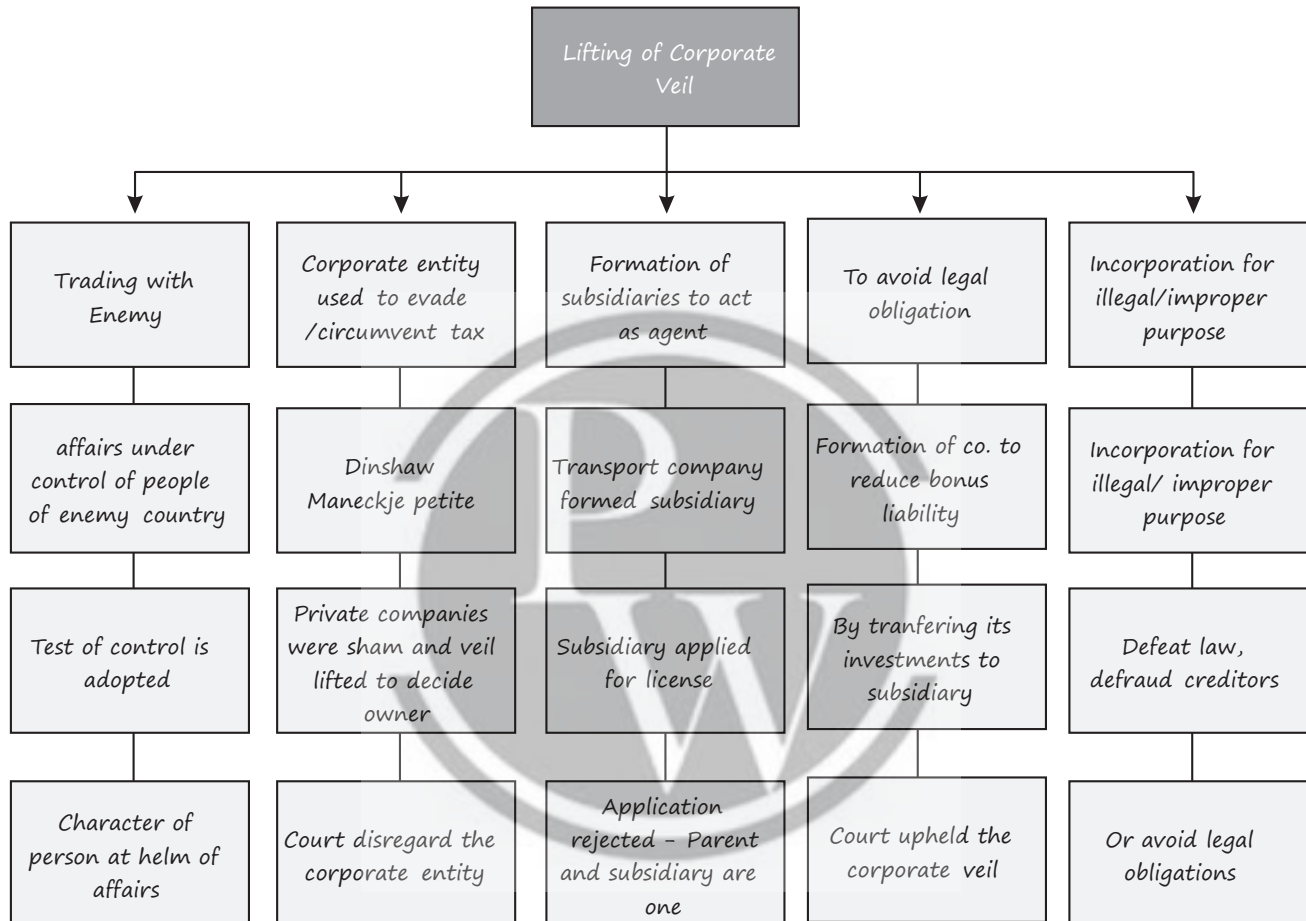 Lifting of Corporate
Veil
Trading with
Enemy
affairs under
control of people
of enemy country
Test of control is
adopted
Character of
person at helm of
affairs
Corporate entity
used to evade
/circumvent tax
Dinshaw
Maneckje petite
Private companies
were sham and veil
lifted to decide
owner
Court disregard the
corporate entity
Formation of
subsidiaries to act
as agent
Transport company
formed subsidiary
Subsidiary applied
for license
Application
rejected - Parent
and subsidiary are
one
To avoid legal
obligation
Formation of co. to
reduce bonus
liability
By tranfering its
investments to
subsidiary
Court upheld the
corporate veil
Incorporation for
illegal/improper
purpose
Incorporation for
illegal/ improper
purpose
Defeat law,
defraud creditors
Or avoid legal
obligations
PW